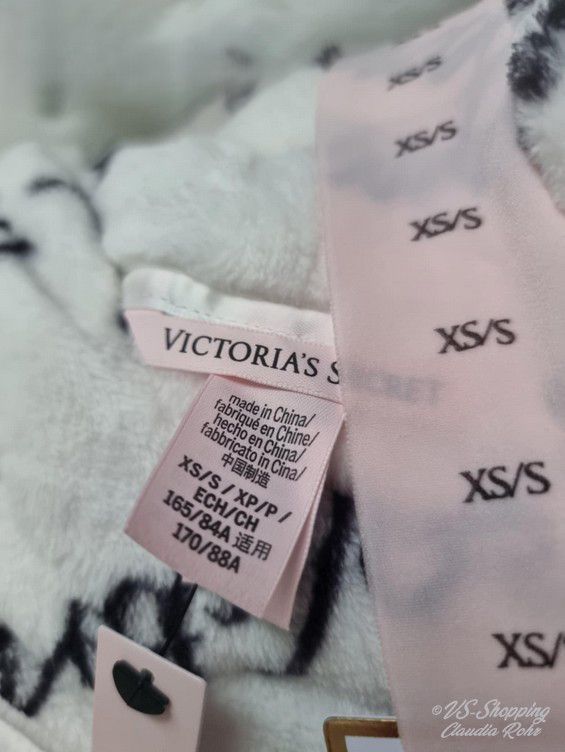 XS/S
XS/S
XS/S
XS/S
XS/S
XS/
VICTORIA'S SECRET
made in China/
fabriqué en Chine/
hecho en China/
fabbricato in Cina/
中国制造
XS/S / XP/P /
ECH/CH
165/84A 适用
170/88A
©VS-Shopping
Claudia Rohr